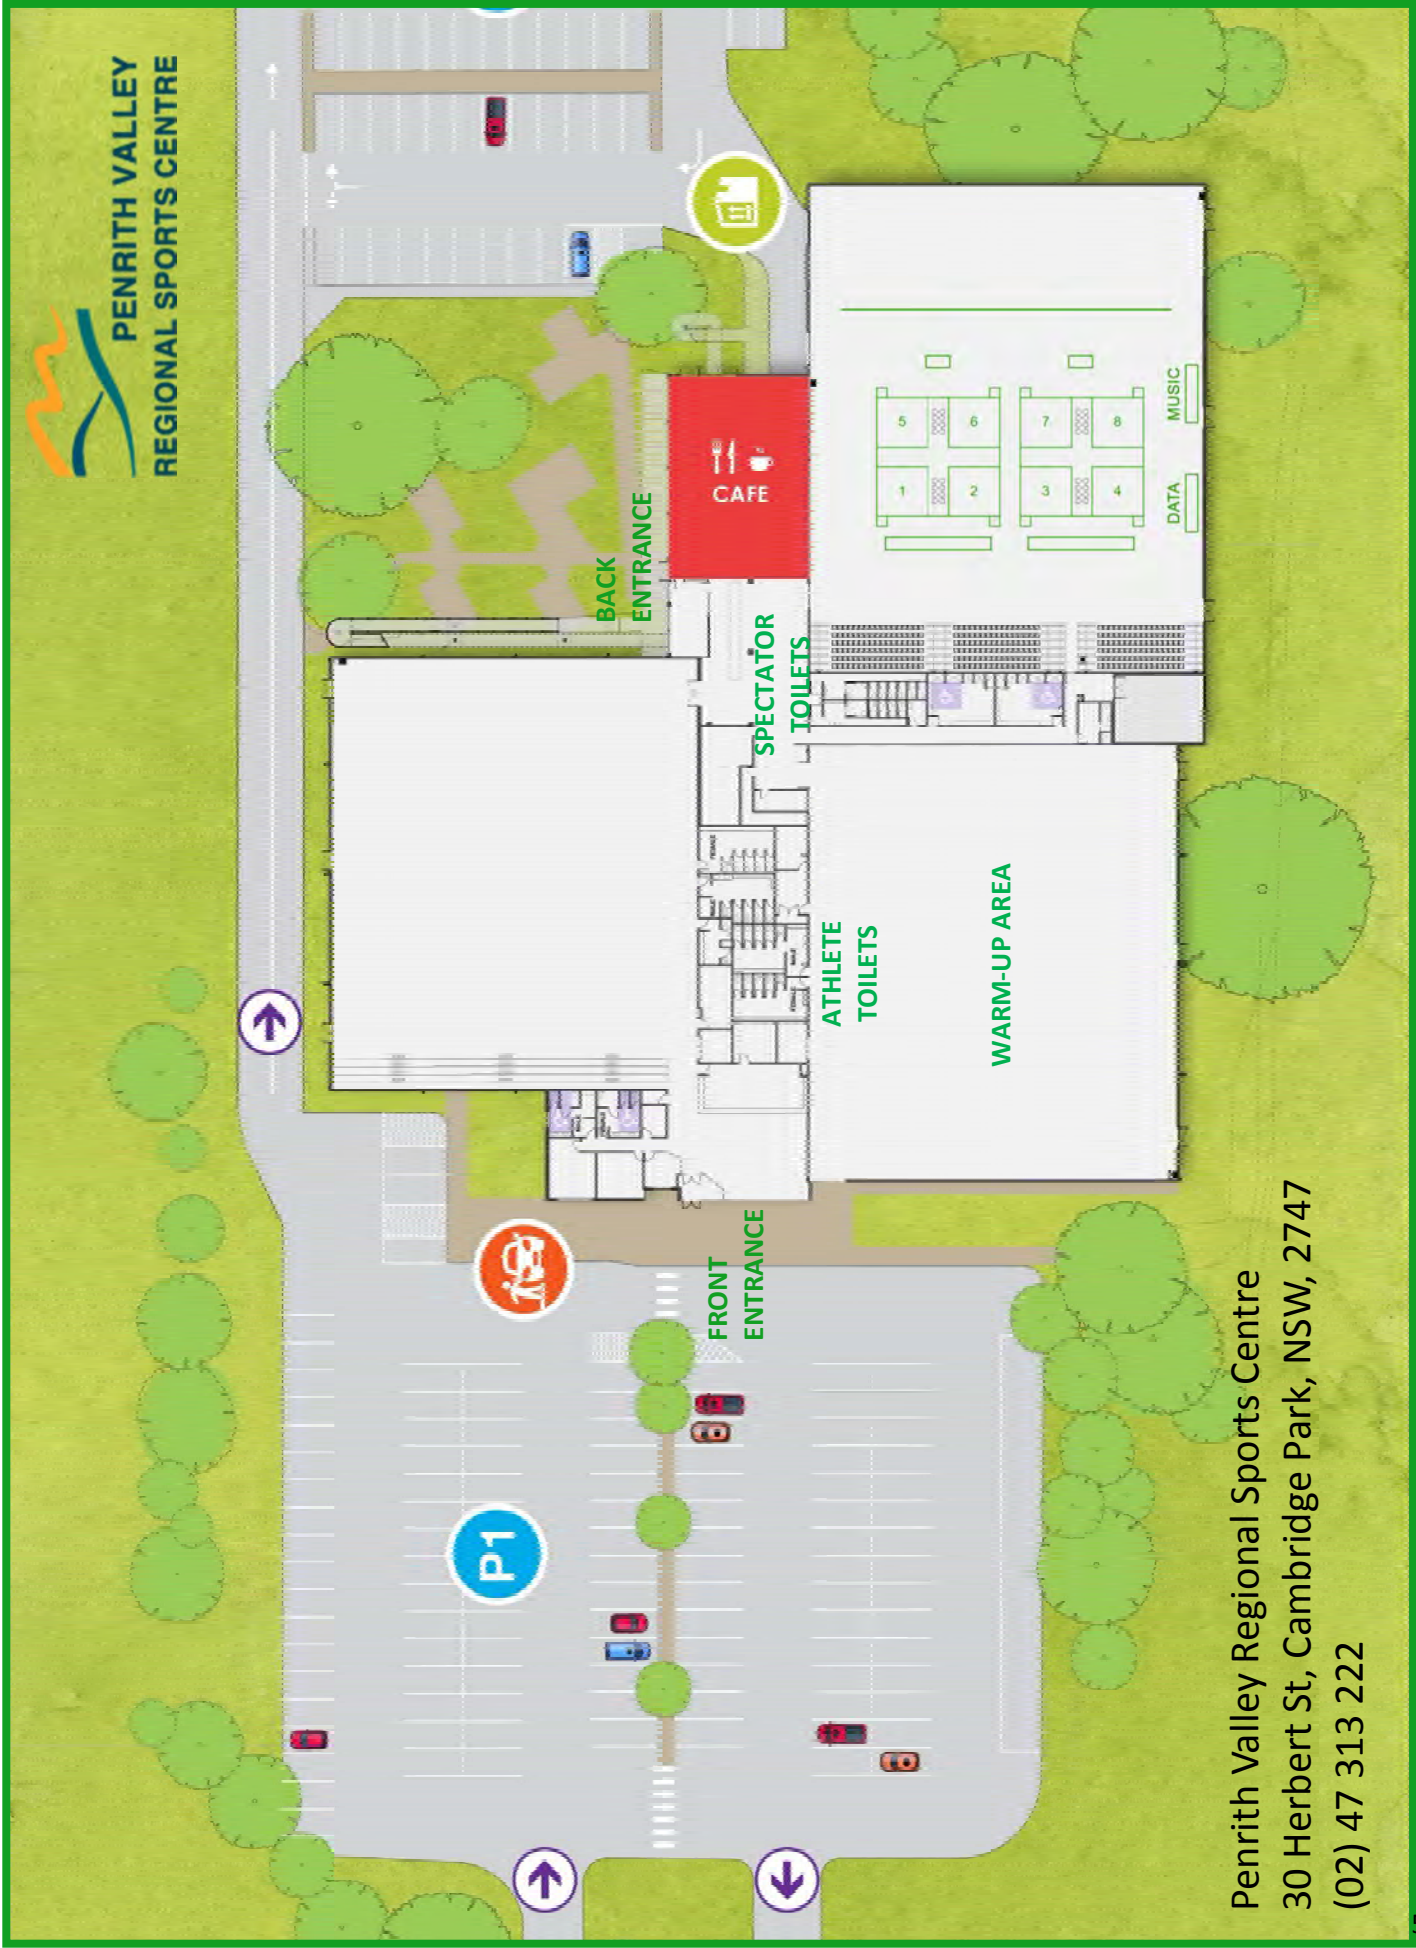 PENRITH VALLEY
REGIONAL SPORTS CENTRE
BACK
ENTRANCE
CAFE
SPECTATOR
TOILETS
5
6
7
8
1
2
3
4
MUSIC
DATA
ATHLETE
TOILETS
WARM-UP AREA
FRONT
ENTRANCE
P1
Penrith Valley Regional Sports Centre
30 Herbert St, Cambridge Park, NSW, 2747
(02) 47 313 222